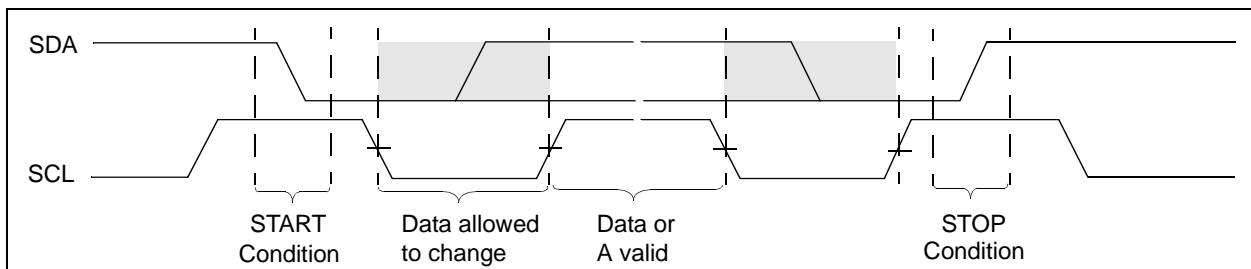 SDA
SCL
START
Condition
Data allowed
to change
Data or
A valid
STOP
Condition